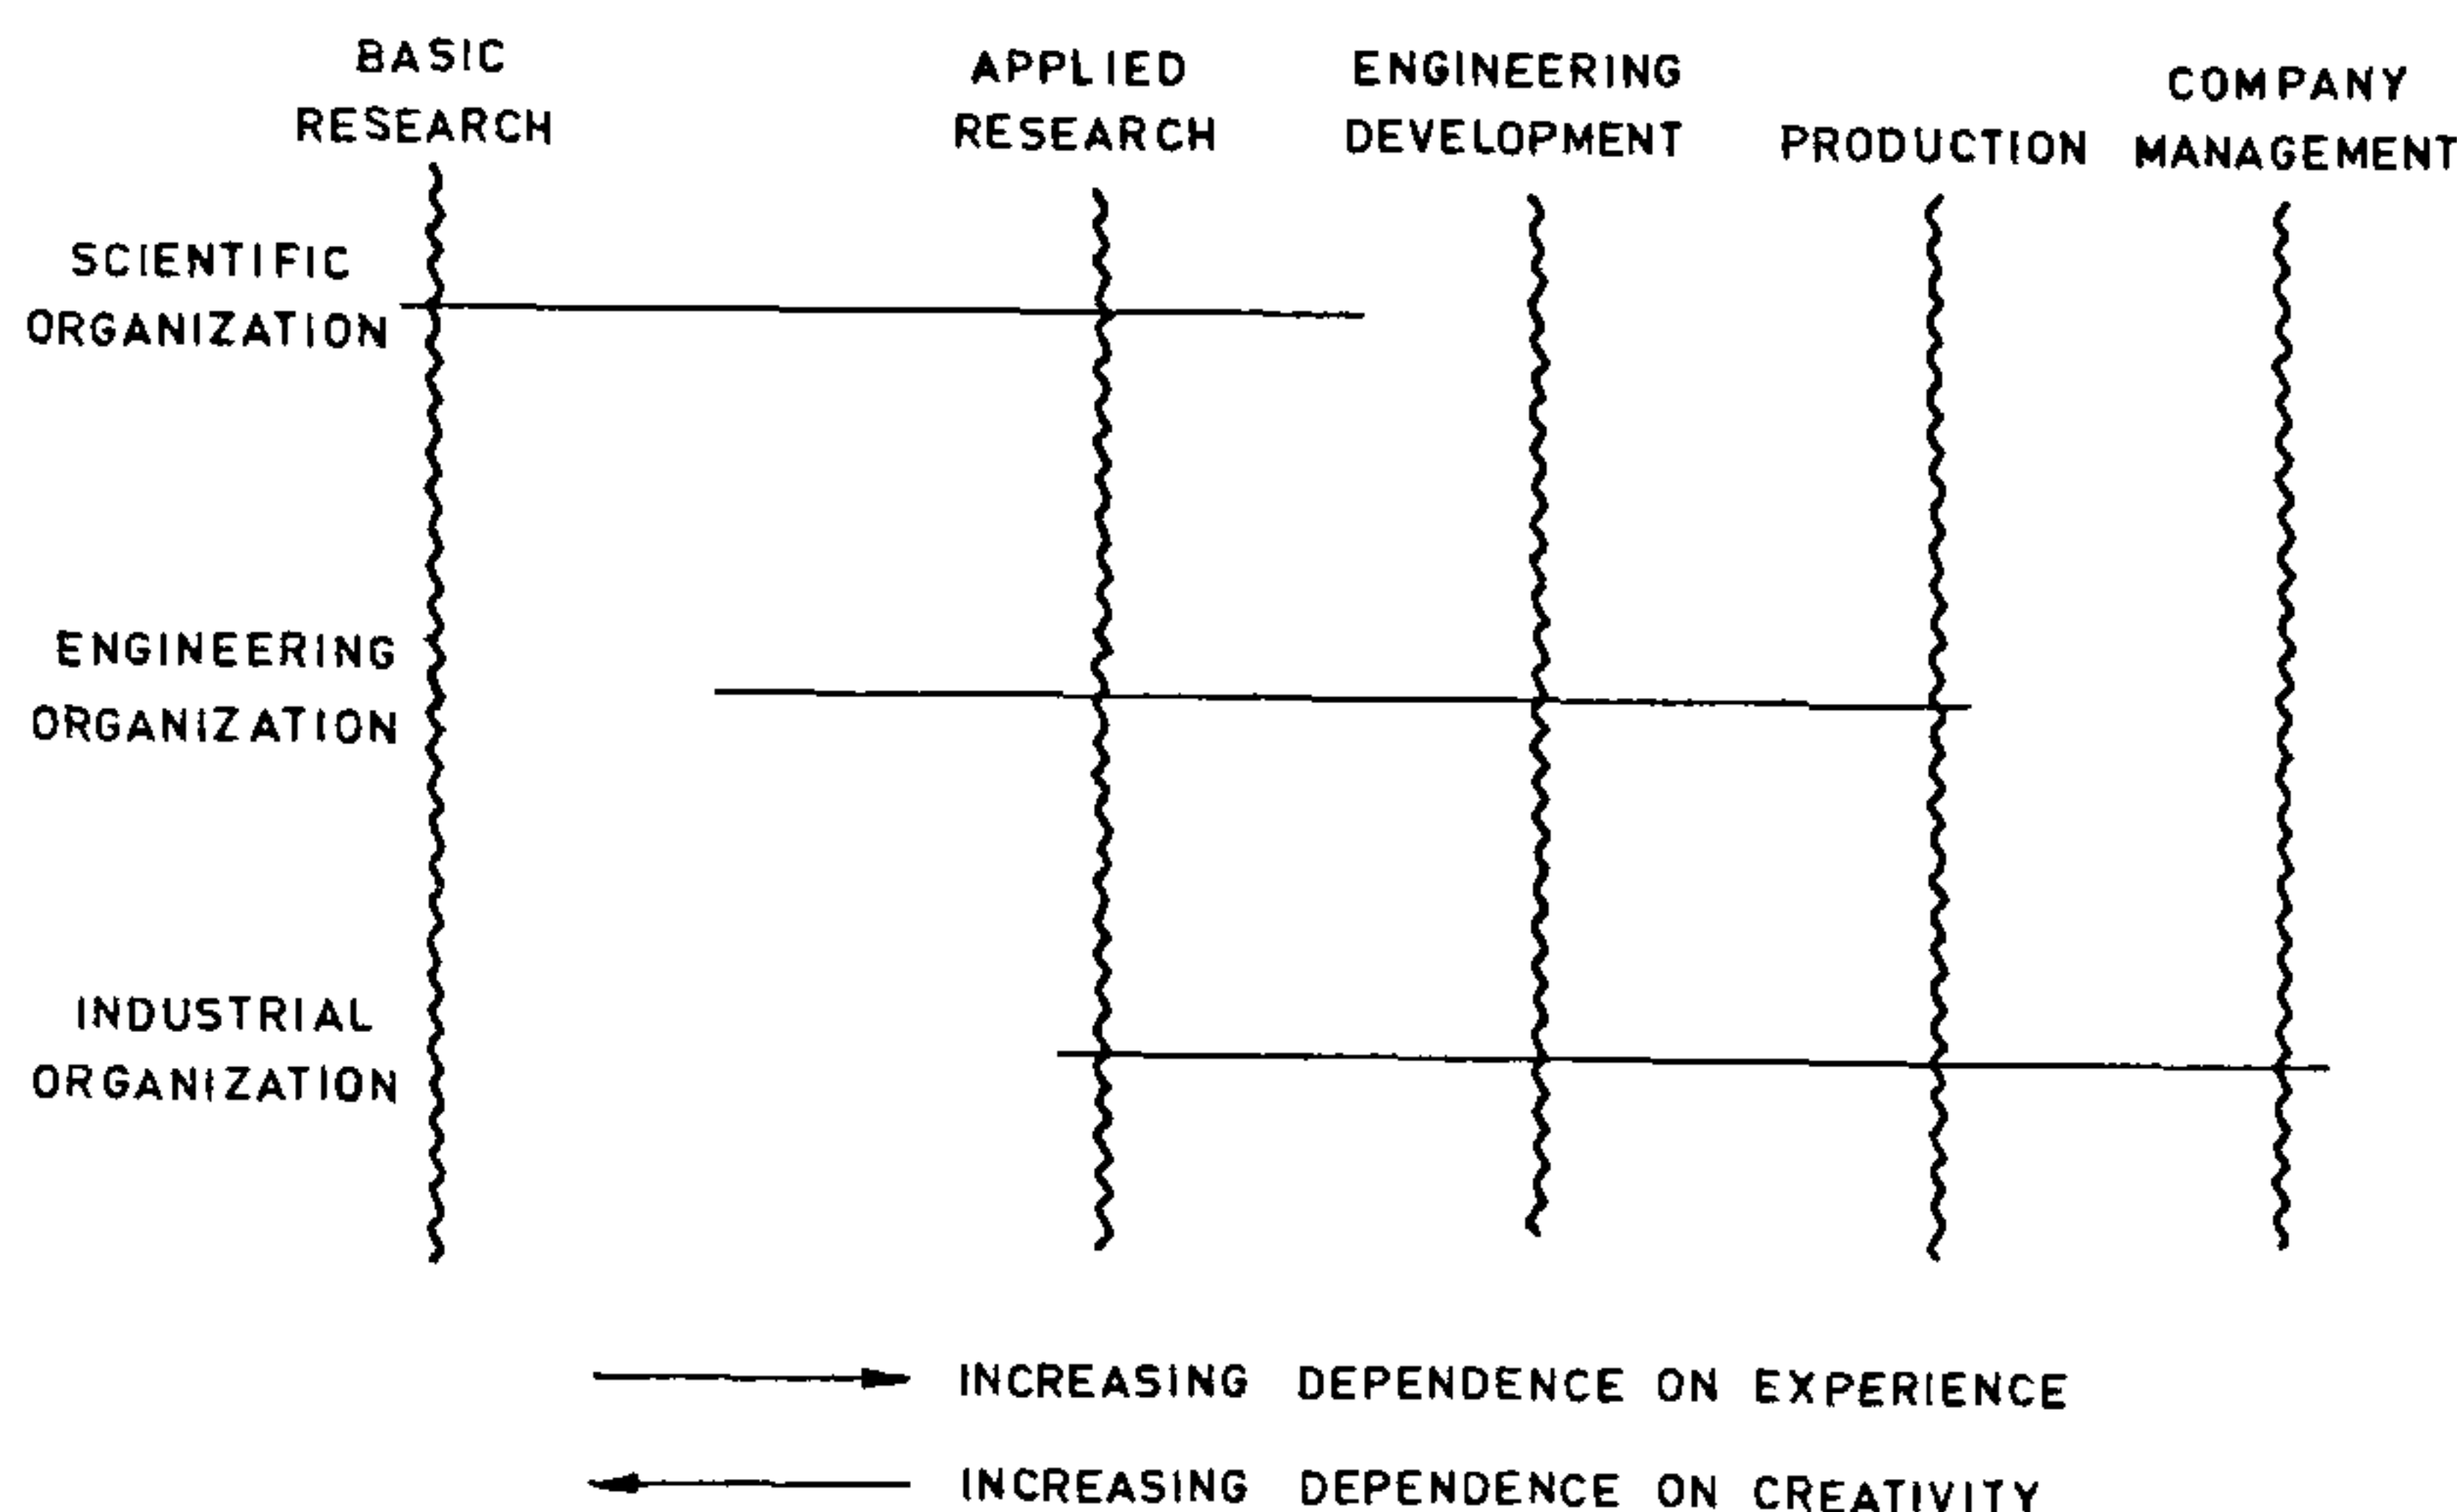 BASIC
RESEARCH
APPLIED
RESEARCH
ENGINEERING
DEVELOPMENT
PRODUCTION
COMPANY
MANAGEMENT
SCIENTIFIC
ORGANIZATION
ENGINEERING
ORGANIZATION
INDUSTRIAL
ORGANIZATION
INCREASING DEPENDENCE ON EXPERIENCE
INCREASING DEPENDENCE ON CREATIVITY